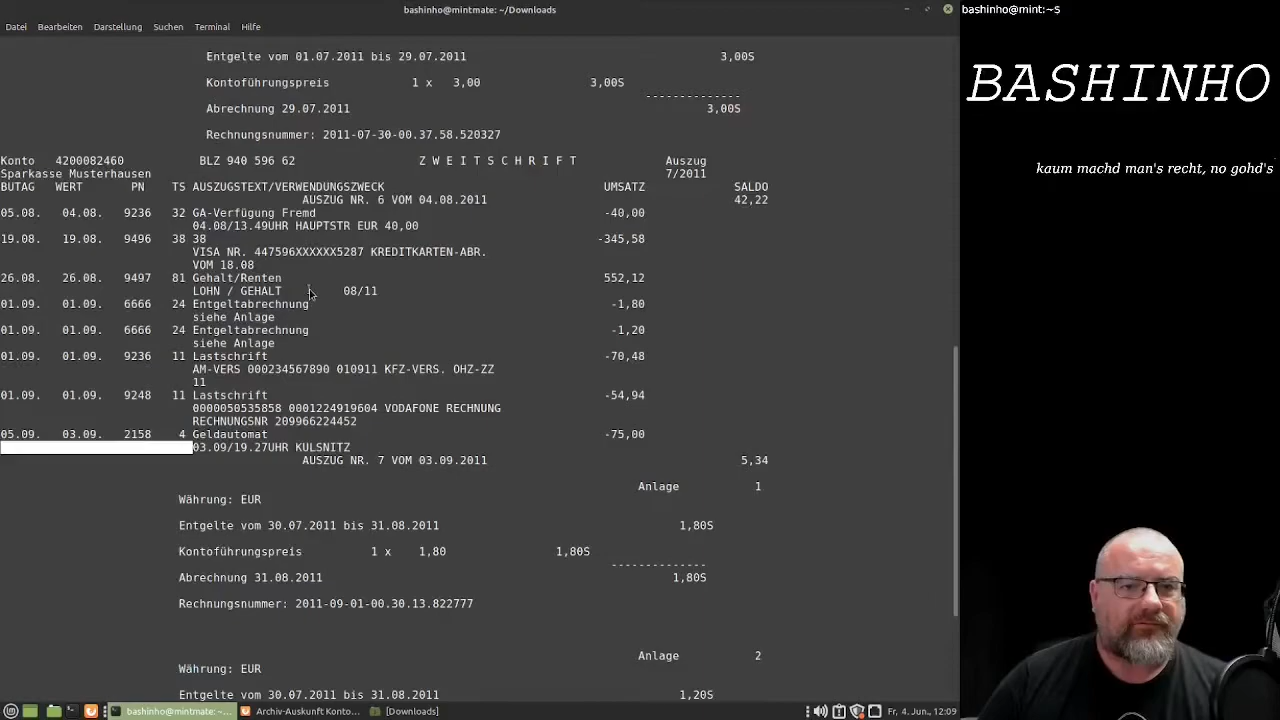 bashinho@mintmate: ~/Downloads
bashinho@mint:~$
Datei Bearbeiten Darstellung Suchen Terminal Hilfe
BASHINHO
kaum machd man's recht, no gohd's
Entgelte vom 01.07.2011 bis 29.07.2011 3,00S
Kontoführungspreis 1 x 3,00 3,00S
--------------
Abrechnung 29.07.2011 3,00S
Rechnungsnummer: 2011-07-30-00.37.58.520327
Konto 4200082460 BLZ 940 596 62 Z W E I T S C H R I F T Auszug
Sparkasse Musterhausen 7/2011
BUTAG WERT PN TS AUSZUGSTEXT/VERWENDUNGSZWECK UMSATZ SALDO
AUSZUG NR. 6 VOM 04.08.2011 42,22
05.08. 04.08. 9236 32 GA-Verfügung Fremd -40,00
04.08/13.49UHR HAUPTSTR EUR 40,00
19.08. 19.08. 9496 38 38 -345,58
VISA NR. 447596XXXXXX5287 KREDITKARTEN-ABR.
VOM 18.08
26.08. 26.08. 9497 81 Gehalt/Renten 552,12
LOHN / GEHALT 08/11
01.09. 01.09. 6666 24 Entgeltabrechnung -1,80
siehe Anlage
01.09. 01.09. 6666 24 Entgeltabrechnung -1,20
siehe Anlage
01.09. 01.09. 9236 11 Lastschrift -70,48
AM-VERS 000234567890 010911 KFZ-VERS. OHZ-ZZ
11
01.09. 01.09. 9248 11 Lastschrift -54,94
0000050535858 0001224919604 VODAFONE RECHNUNG
RECHNUNGSNR 209966224452
05.09. 03.09. 2158 4 Geldautomat -75,00
03.09/19.27UHR KULSNITZ
AUSZUG NR. 7 VOM 03.09.2011 5,34
Anlage 1
Währung: EUR
Entgelte vom 30.07.2011 bis 31.08.2011 1,80S
Kontoführungspreis 1 x 1,80 1,80S
--------------
Abrechnung 31.08.2011 1,80S
Rechnungsnummer: 2011-09-01-00.30.13.822777
Anlage 2
Währung: EUR
Entgelte vom 30.07.2011 bis 31.08.2011 1,20S
bashinho@mintmate: ~... Archiv-Auskunft Konto... [Downloads] Fr, 4. Jun., 12:09